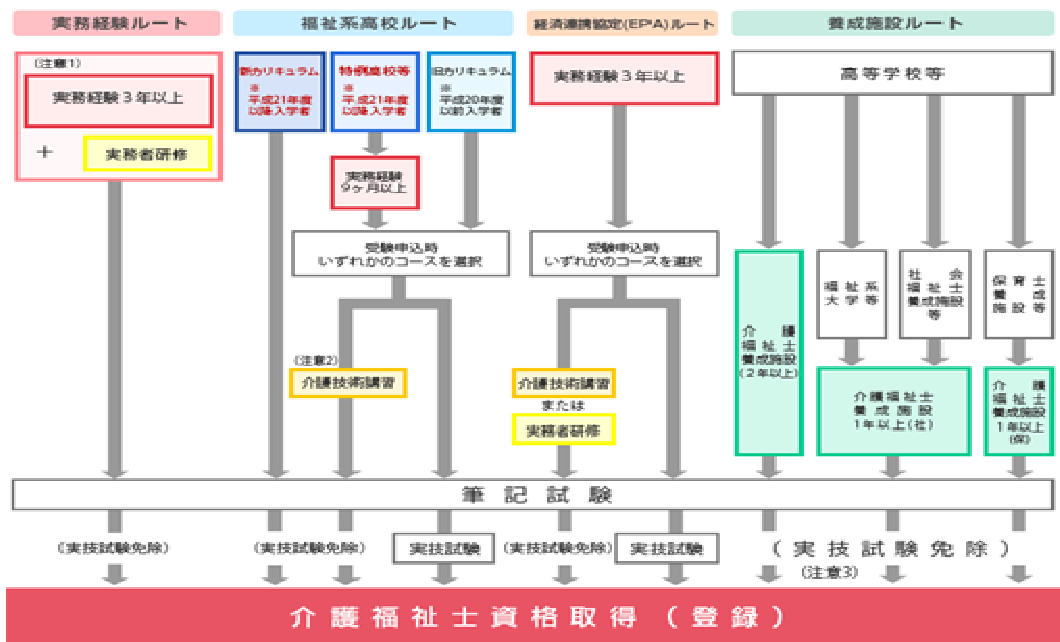 実務経験ルート
福祉系高校ルート
経済連携協定(EPA)ルート
養成施設ルート
(注意1)
実務経験3年以上
+
実務者研修
新カリキュラム
※
平成21年度
以降入学者
特例高校等
※
平成21年度
以降入学者
旧カリキュラム
※
平成20年度
以前入学者
実務経験
9ヶ月以上
受験申込時
いずれかのコースを選択
(注意2)
介護技術講習
実務経験3年以上
受験申込時
いずれかのコースを選択
介護技術講習
または
実務者研修
高等学校等
介護
福祉士
養成施設
(2年以上)
福祉系
大学等
社会
福祉士
養成施設
等
保育士
養成
施設等
介護福祉士
養成施設
1年以上(社)
介護
福祉士
養成施設
1年以上
(保)
筆記試験
(実技試験免除)
(実技試験免除)
実技試験
(実技試験免除)
実技試験
(実技試験免除)
(注意3)
介護福祉士資格取得(登録)